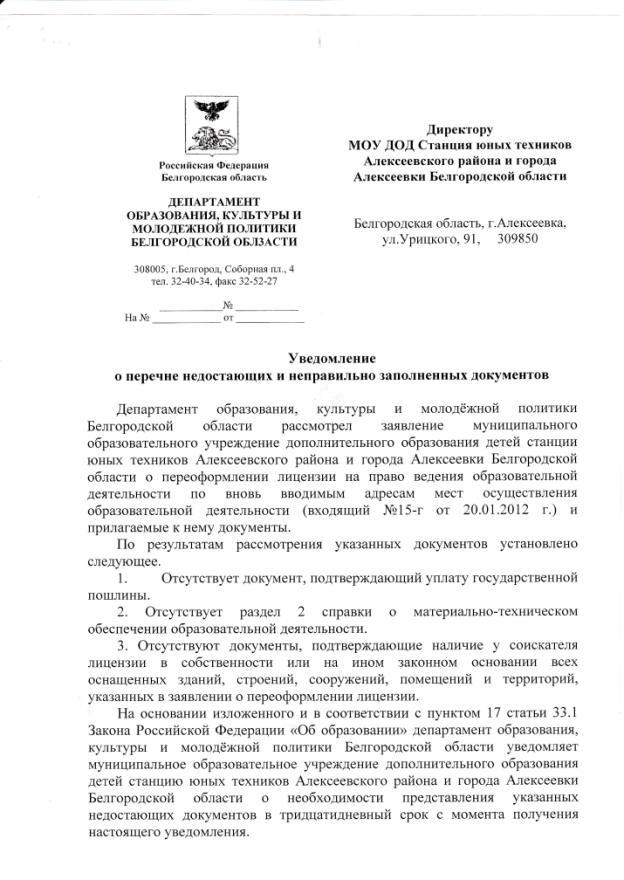 Российская Федерация
Белгородская область
ДЕПАРТАМЕНТ
ОБРАЗОВАНИЯ, КУЛЬТУРЫ И
МОЛОДЕЖНОЙ ПОЛИТИКИ
БЕЛГОРОДСКОЙ ОБЛЗАСТИ
308005, г.Белгород, Соборная пл., 4
тел. 32-40-34, факс 32-52-27
____________№ ____________
На № _____________ от _____________
Директору
МОУ ДОД Станция юных техников
Алексеевского района и города
Алексеевки Белгородской области
Белгородская область, г.Алексеевка,
ул.Урицкого, 91, 309850
Уведомление
о перечне недостающих и неправильно заполненных документов
Департамент образования, культуры и молодёжной политики
Белгородской области рассмотрел заявление муниципального
образовательного учреждение дополнительного образования детей станции
юных техников Алексеевского района и города Алексеевки Белгородской
области о переоформлении лицензии на право ведения образовательной
деятельности по вновь вводимым адресам мест осуществления
образовательной деятельности (входящий №15-г от 20.01.2012 г.) и
прилагаемые к нему документы.
По результатам рассмотрения указанных документов установлено
следующее.
1. Отсутствует документ, подтверждающий уплату государственной
пошлины.
2. Отсутствует раздел 2 справки о материально-техническом
обеспечении образовательной деятельности.
3. Отсутствуют документы, подтверждающие наличие у соискателя
лицензии в собственности или на ином законном основании всех
оснащенных зданий, строений, сооружений, помещений и территорий,
указанных в заявлении о переоформлении лицензии.
На основании изложенного и в соответствии с пунктом 17 статьи 33.1
Закона Российской Федерации «Об образовании» департамент образования,
культуры и молодёжной политики Белгородской области уведомляет
муниципальное образовательное учреждение дополнительного образования
детей станцию юных техников Алексеевского района и города Алексеевки
Белгородской области о необходимости представления указанных
недостающих документов в тридцатидневный срок с момента получения
настоящего уведомления.